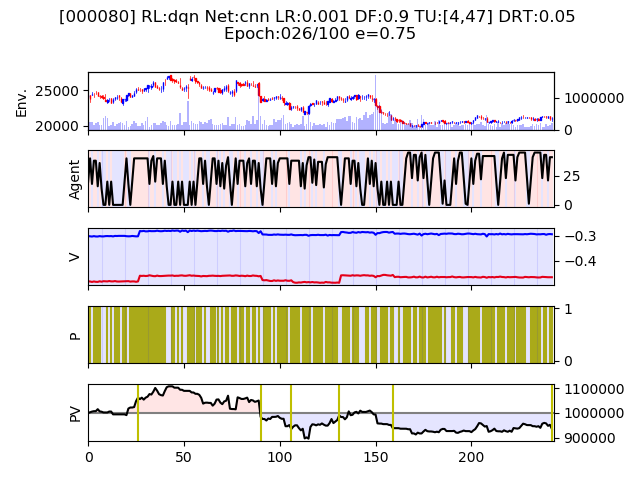 [000080] RL:dqn Net:cnn LR:0.001 DF:0.9 TU:[4,47] DRT:0.05
Epoch:026/100 e=0.75
Env.
25000
20000
1000000
0
Agent
25
0
V
−0.3
−0.4
P
1
0
PV
1100000
1000000
900000
0 50 100 150 200